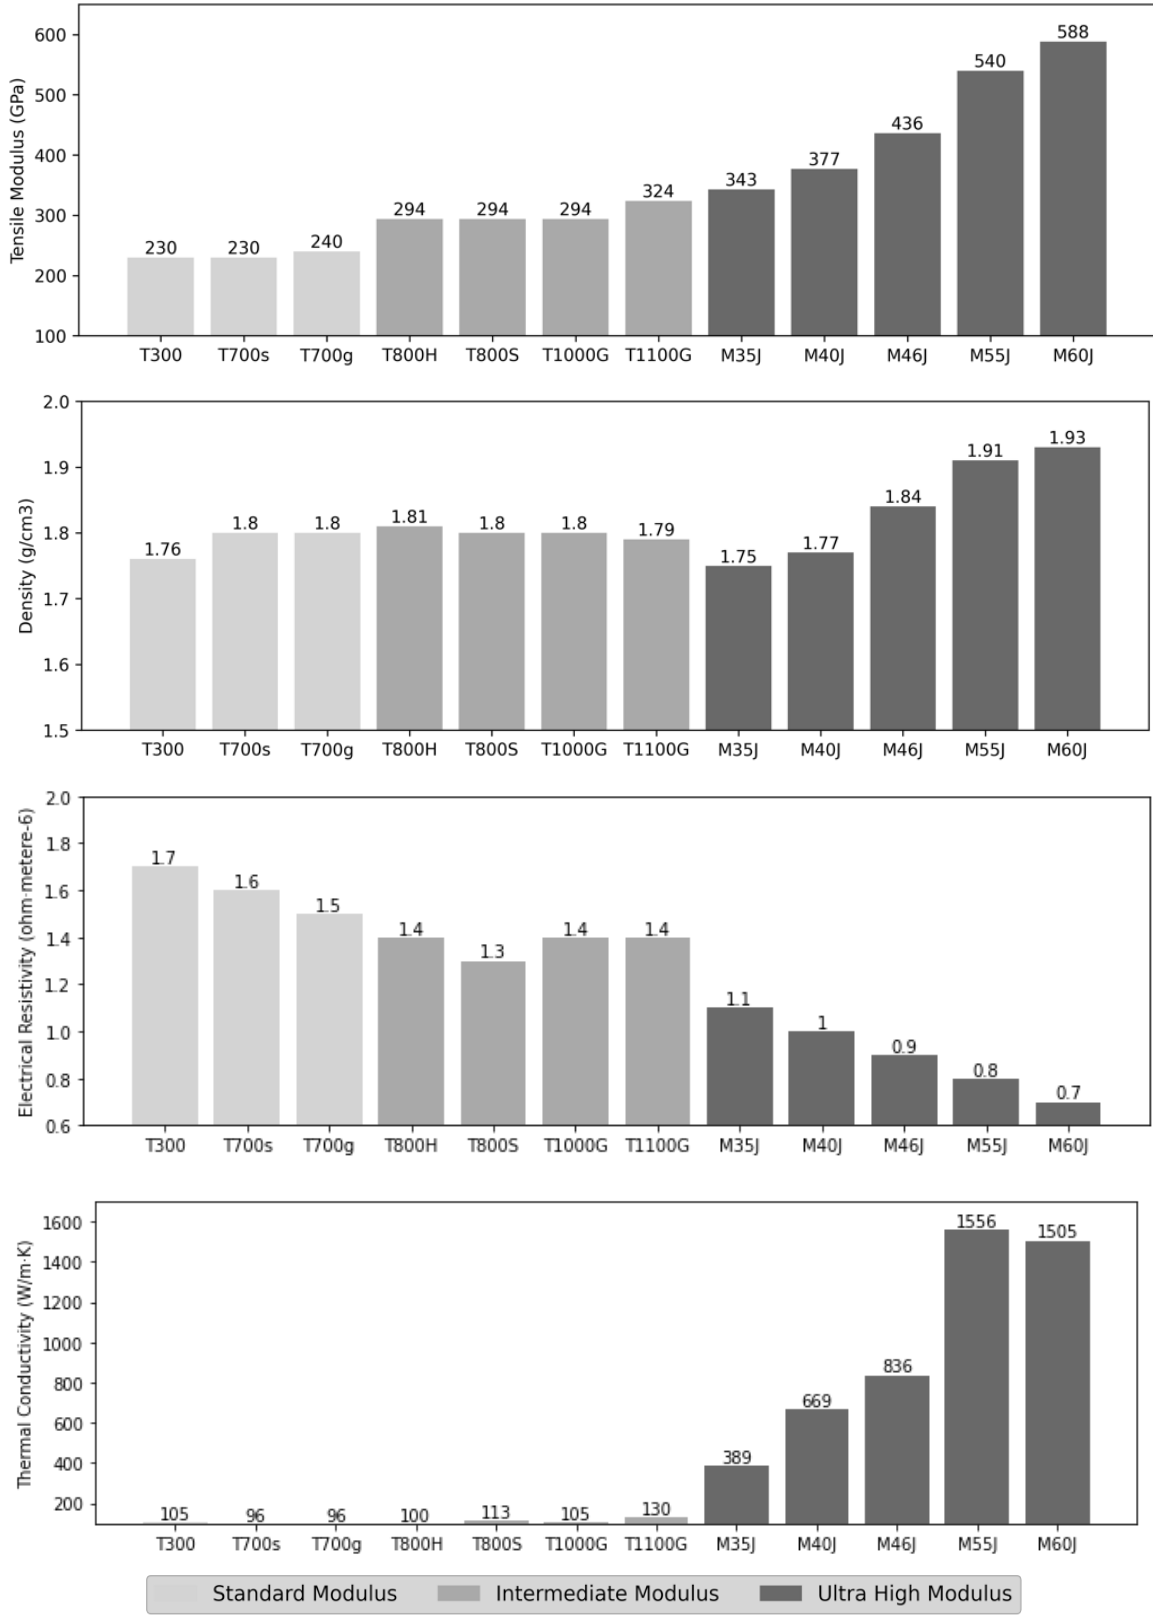 Tensile Modulus (GPa)
600
500
400
300
200
100
230 230 240 294 294 294 324 343 377 436 540 588
T300 T700s T700g T800H T800S T1000G T1100G M35J M40J M46J M55J M60J
Density (g/cm3)
2.0
1.9
1.8
1.7
1.6
1.5
1.76 1.8 1.8 1.81 1.8 1.8 1.79 1.75 1.77 1.84 1.91 1.93
T300 T700s T700g T800H T800S T1000G T1100G M35J M40J M46J M55J M60J
Electrical Resistivity (ohm·metere-6)
2.0
1.8
1.6
1.4
1.2
1.0
0.8
0.6
1.7 1.6 1.5 1.4 1.3 1.4 1.4 1.1 1 0.9 0.8 0.7
T300 T700s T700g T800H T800S T1000G T1100G M35J M40J M46J M55J M60J
Thermal Conductivity (W/m·K)
1600
1400
1200
1000
800
600
400
200
105 96 96 100 113 105 130 389 669 836 1556 1505
T300 T700s T700g T800H T800S T1000G T1100G M35J M40J M46J M55J M60J
Standard Modulus Intermediate Modulus Ultra High Modulus